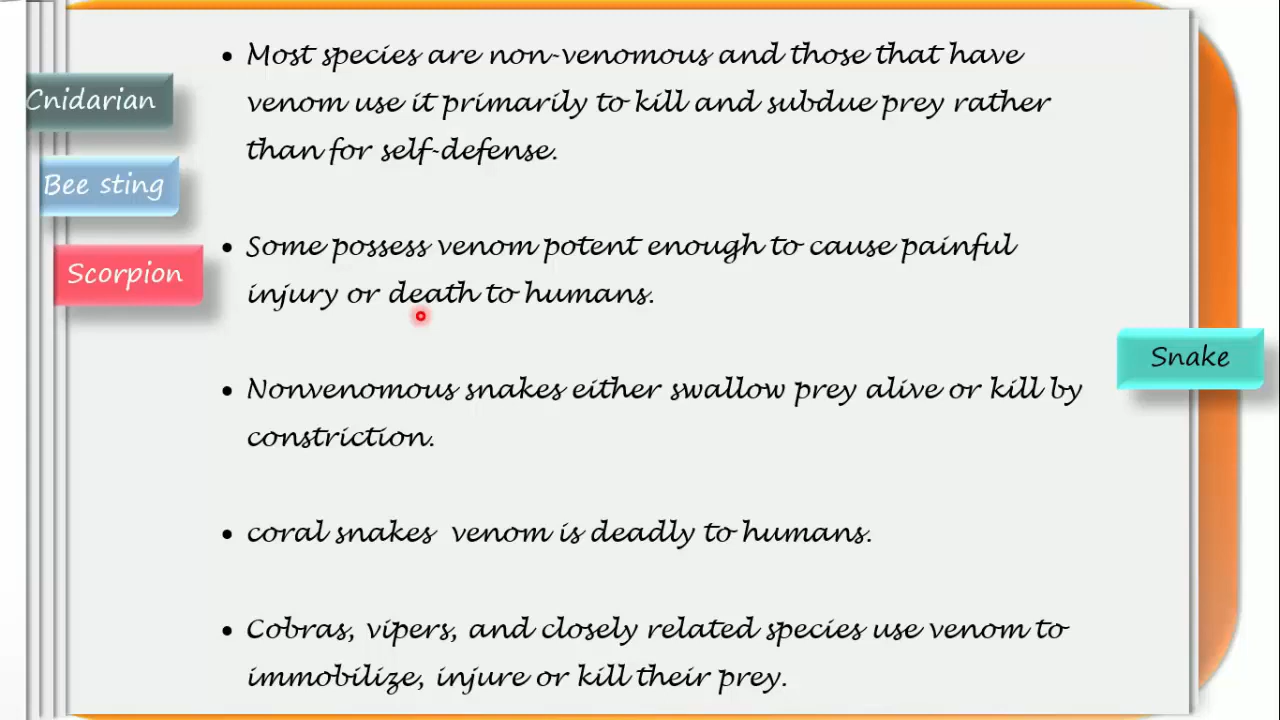 • Most species are non-venomous and those that have
venom use it primarily to kill and subdue prey rather
than for self-defense.
Cnidarian
Bee sting
Scorpion
• Some possess venom potent enough to cause painful
injury or death to humans.
Snake
• Nonvenomous snakes either swallow prey alive or kill by
constriction.
• coral snakes venom is deadly to humans.
• Cobras, vipers, and closely related species use venom to
immobilize, injure or kill their prey.